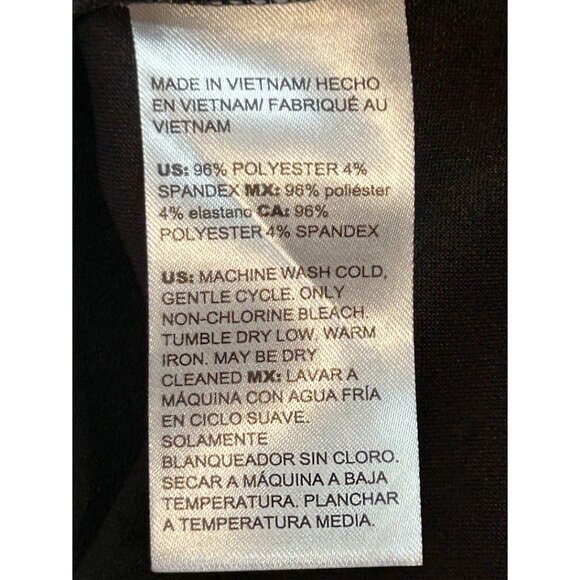 MADE IN VIETNAM/ HECHO
EN VIETNAM/ FABRIQUÉ AU
VIETNAM
US: 96% POLYESTER 4%
SPANDEX MX: 96% poliéster
4% elastano CA: 96%
POLYESTER 4% SPANDEX
US: MACHINE WASH COLD,
GENTLE CYCLE. ONLY
NON-CHLORINE BLEACH.
TUMBLE DRY LOW. WARM
IRON. MAY BE DRY
CLEANED MX: LAVAR A
MÁQUINA CON AGUA FRÍA
EN CICLO SUAVE.
SOLAMENTE
BLANQUEADOR SIN CLORO.
SECAR A MÁQUINA A BAJA
TEMPERATURA. PLANCHAR
A TEMPERATURA MEDIA.